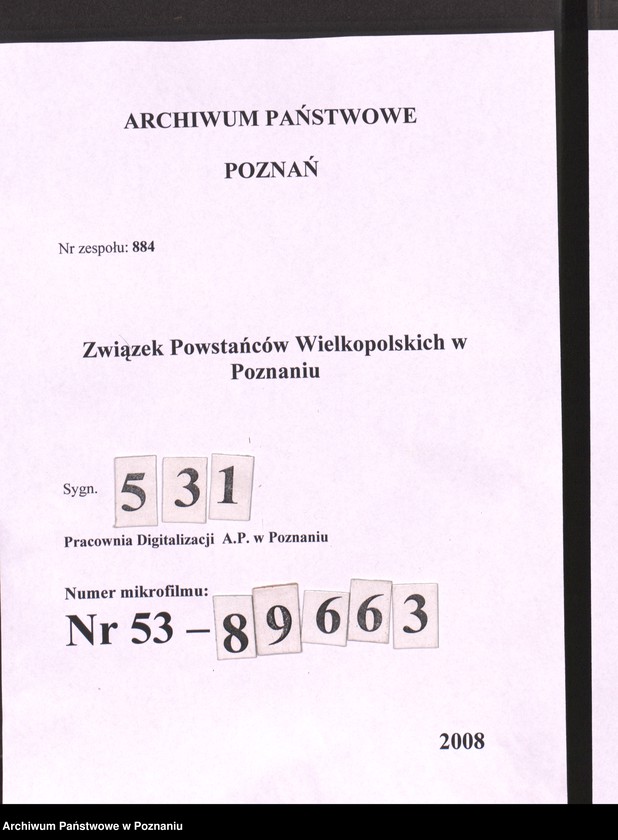 ARCHIWUM PAŃSTWOWE
POZNAŃ
Nr zespołu: 884
Związek Powstańców Wielkopolskich w
Poznaniu
Sygn. 531
Pracownia Digitalizacji A.P. w Poznaniu
Numer mikrofilmu:
Nr 53 – 89663
2008
Archiwum Państwowe w Poznaniu